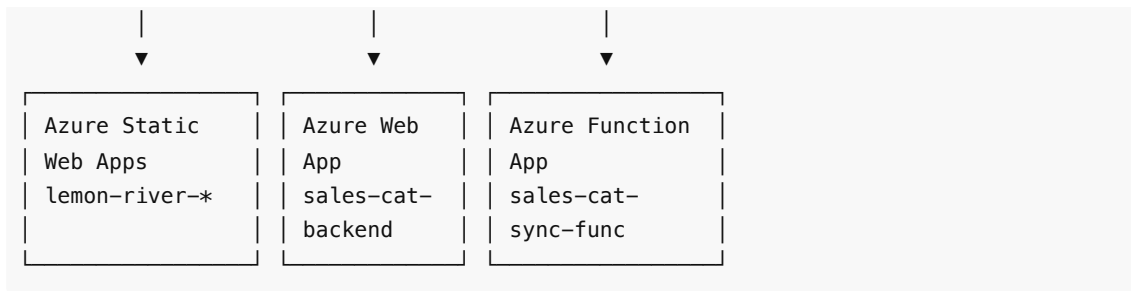 Azure Static Azure Web Azure Function
Web Apps App App
lemon-river-* sales-cat- sales-cat-
backend sync-func